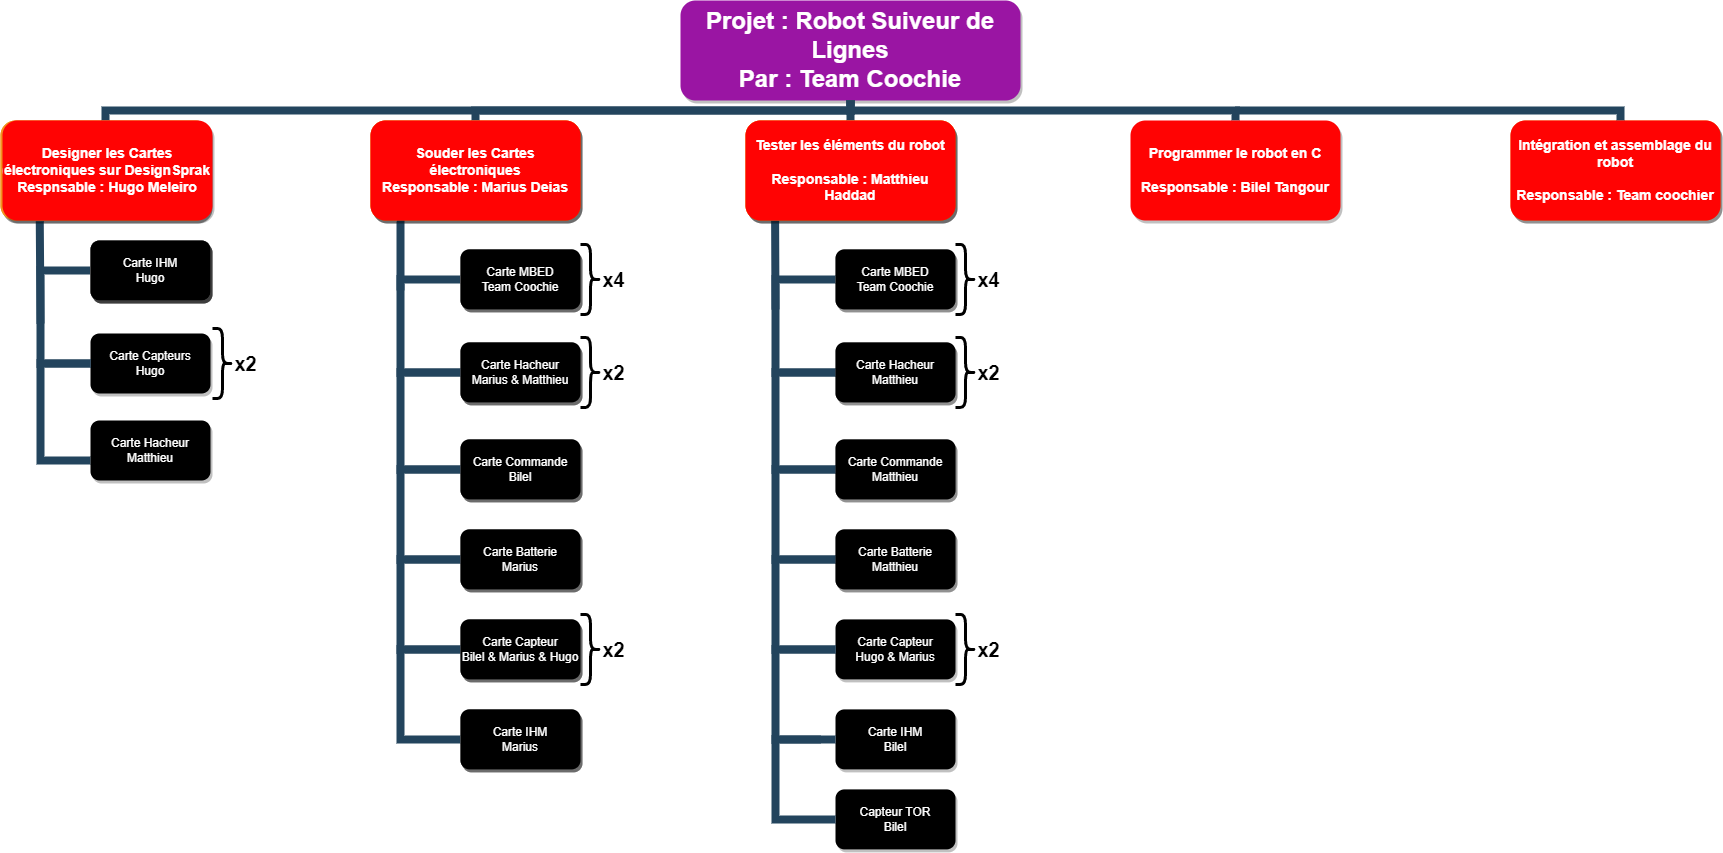 Projet : Robot Suiveur de
Lignes
Par : Team Coochie
Designer les Cartes
électroniques sur DesignSprak
Respnsable : Hugo Meleiro
Carte IHM
Hugo
Carte Capteurs
Hugo
x2
Carte Hacheur
Matthieu
Souder les Cartes
électroniques
Responsable : Marius Deias
Carte MBED
Team Coochie
x4
Carte Hacheur
Marius & Matthieu
x2
Carte Commande
Bilel
Carte Batterie
Marius
Carte Capteur
Bilel & Marius & Hugo
x2
Carte IHM
Marius
Tester les éléments du robot
Responsable : Matthieu
Haddad
Carte MBED
Team Coochie
x4
Carte Hacheur
Matthieu
x2
Carte Commande
Matthieu
Carte Batterie
Matthieu
Carte Capteur
Hugo & Marius
x2
Carte IHM
Bilel
Capteur TOR
Bilel
Programmer le robot en C
Responsable : Bilel Tangour
Intégration et assemblage du
robot
Responsable : Team coochier